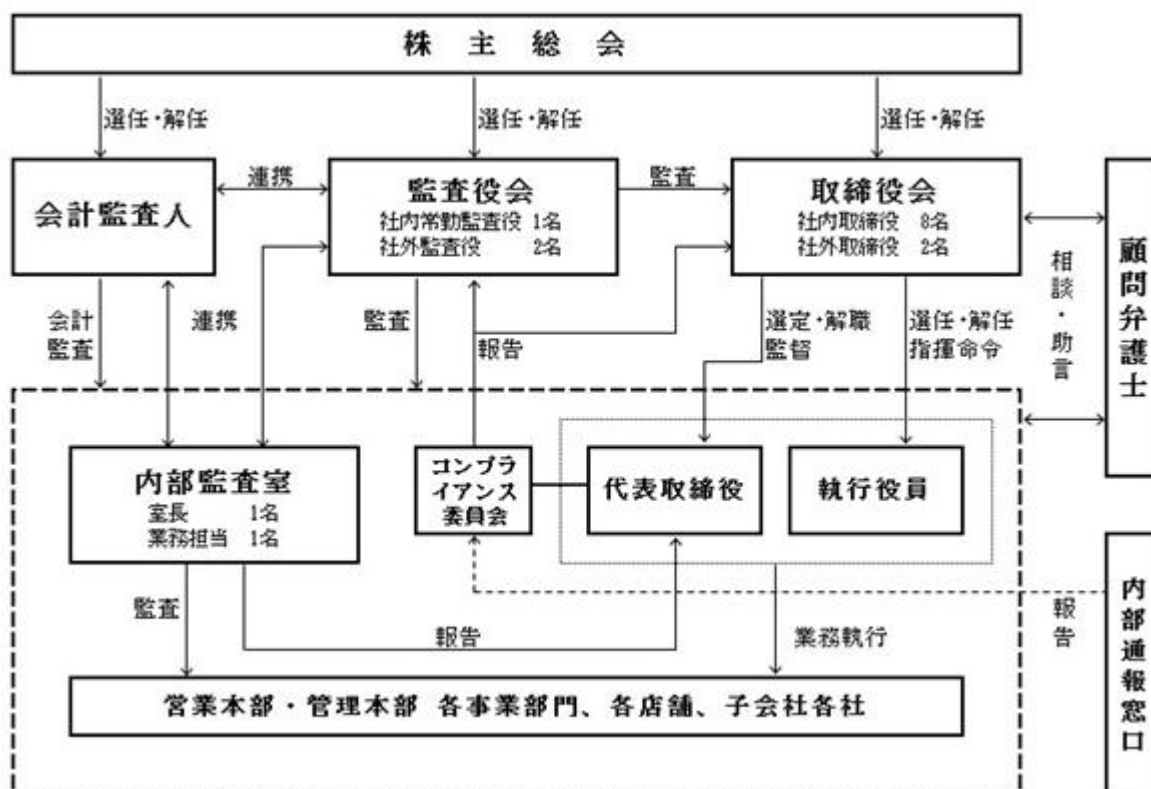 株主総会
選任・解任
選任・解任
選任・解任
会計監査人
連携
監査役会
社内常勤監査役 1名
社外監査役 2名
監査
取締役会
社内取締役 8名
社外取締役 2名
顧問弁護士
相談・助言
会計
監査
連携
監査
報告
選定・解職
監督
選任・解任
指揮命令
内部監査室
室長 1名
業務担当 1名
コンプラ
イアンス
委員会
代表取締役
執行役員
監査
報告
業務執行
報告
内部通報窓口
営業本部・管理本部 各事業部門、各店舗、子会社各社